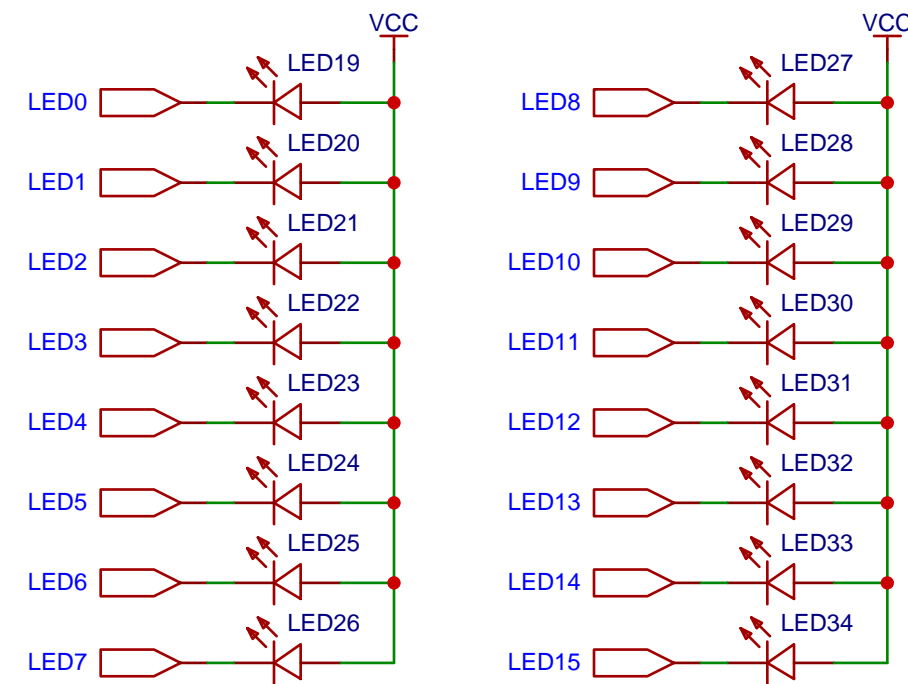 VCC VCC
LED19 LED27
LED0 LED8
LED20 LED28
LED1 LED9
LED21 LED29
LED2 LED10
LED22 LED30
LED3 LED11
LED23 LED31
LED4 LED12
LED24 LED32
LED5 LED13
LED25 LED33
LED6 LED14
LED26 LED34
LED7 LED15